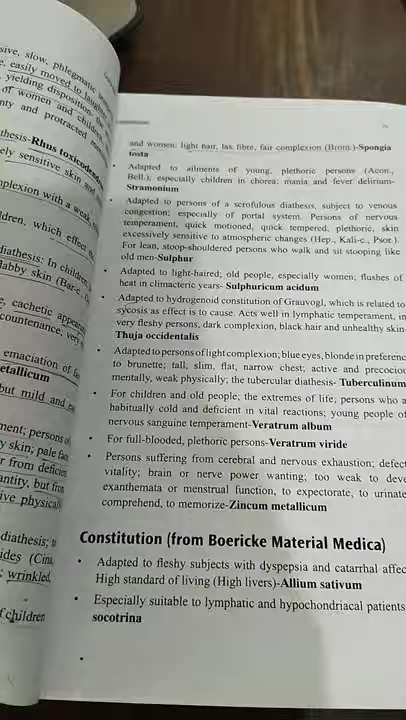 sive, slow, phlegmatic
e, easily moved to laughter
yielding disposition-
of women and children
nty and protracted
thesis-Rhus toxicodendron
ely sensitive skin and
mplexion with a weak
ldren, which effect
diathesis: In children,
labby skin (Bar-c,
e, cachetic appearance
countenance, very
emaciation of
etallicum
but mild and
ment; persons of
y skin; pale face
r from deficient
antity, but from
ive physically
diathesis;
ides (Cina
; wrinkled
f children
and women: light hair, lax fibre, fair complexion (Brom.)-Spongia
tosta
• Adapted to ailments of young, plethoric persons (Acon.,
Bell.); especially children in chorea: mania and fever delirium-
Stramonium
• Adapted to persons of a scrofulous diathesis, subject to venous
congestion; especially of portal system. Persons of nervous
temperament, quick motioned, quick tempered, plethoric, skin
excessively sensitive to atmospheric changes (Hep., Kali-c., Psor.)
For lean, stoop-shouldered persons who walk and sit stooping like
old men-Sulphur
• Adapted to light-haired; old people, especially women; flushes of
heat in climacteric years- Sulphuricum acidum
• Adapted to hydrogenoid constitution of Grauvogl, which is related to
sycosis as effect is to cause. Acts well in lymphatic temperament, in
very fleshy persons, dark complexion, black hair and unhealthy skin-
Thuja occidentalis
• Adapted to persons of light complexion; blue eyes, blonde in preferenc
to brunette; tall, slim, flat, narrow chest; active and precociou
mentally, weak physically; the tubercular diathesis- Tuberculinum
• For children and old people; the extremes of life; persons who a
habitually cold and deficient in vital reactions; young people of
nervous sanguine temperament-Veratrum album
• For full-blooded, plethoric persons-Veratrum viride
• Persons suffering from cerebral and nervous exhaustion; defect
vitality; brain or nerve power wanting; too weak to deve
exanthemata or menstrual function, to expectorate, to urinate
comprehend, to memorize-Zincum metallicum
Constitution (from Boericke Material Medica)
• Adapted to fleshy subjects with dyspepsia and catarrhal affec
High standard of living (High livers)-Allium sativum
• Especially suitable to lymphatic and hypochondriacal patients
socotrina
•